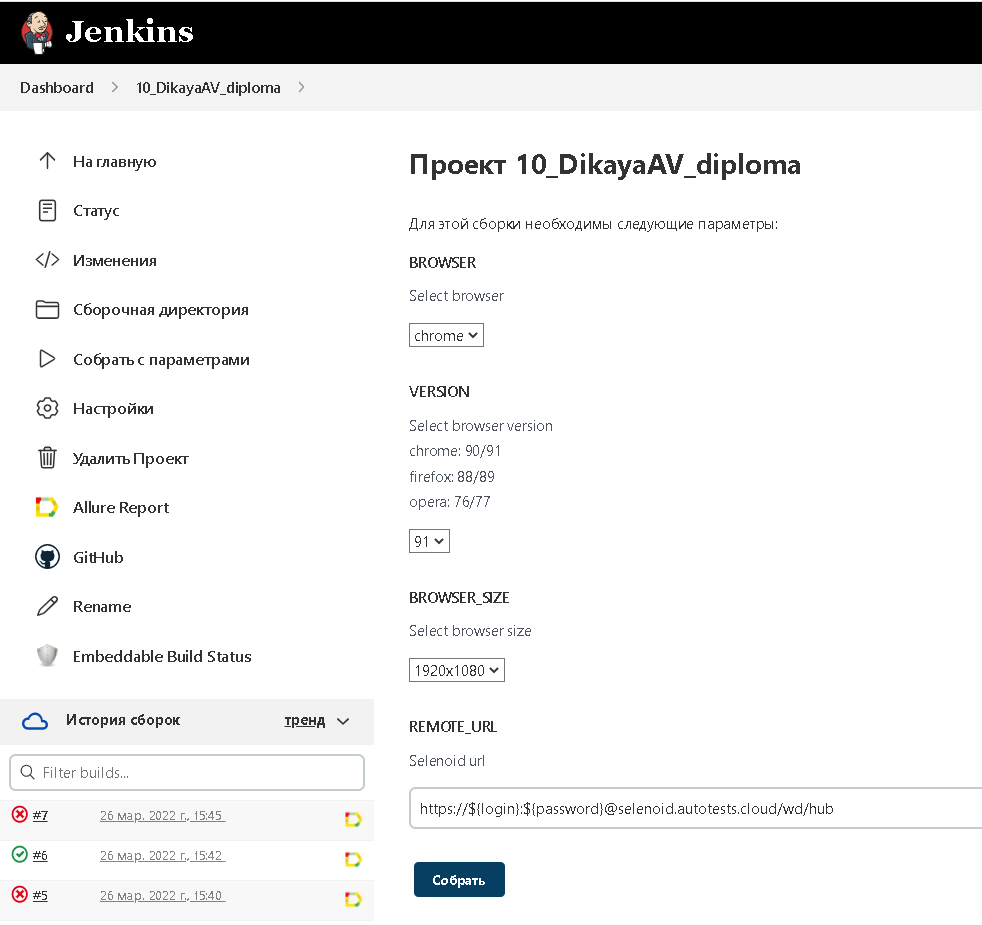 Jenkins
Dashboard
10_DikayaAV_diploma
На главную
Статус
Изменения
Сборочная директория
Собрать с параметрами
Настройки
Удалить Проект
Allure Report
GitHub
Rename
Embeddable Build Status
История сборок
тренд
Filter builds...
#7 26 мар. 2022 г., 15:45
#6 26 мар. 2022 г., 15:42
#5 26 мар. 2022 г., 15:40
Проект 10_DikayaAV_diploma
Для этой сборки необходимы следующие параметры:
BROWSER
Select browser
chrome
VERSION
Select browser version
chrome: 90/91
firefox: 88/89
opera: 76/77
91
BROWSER_SIZE
Select browser size
1920x1080
REMOTE_URL
Selenoid url
https://${login}:${password}@selenoid.autotests.cloud/wd/hub
Собрать